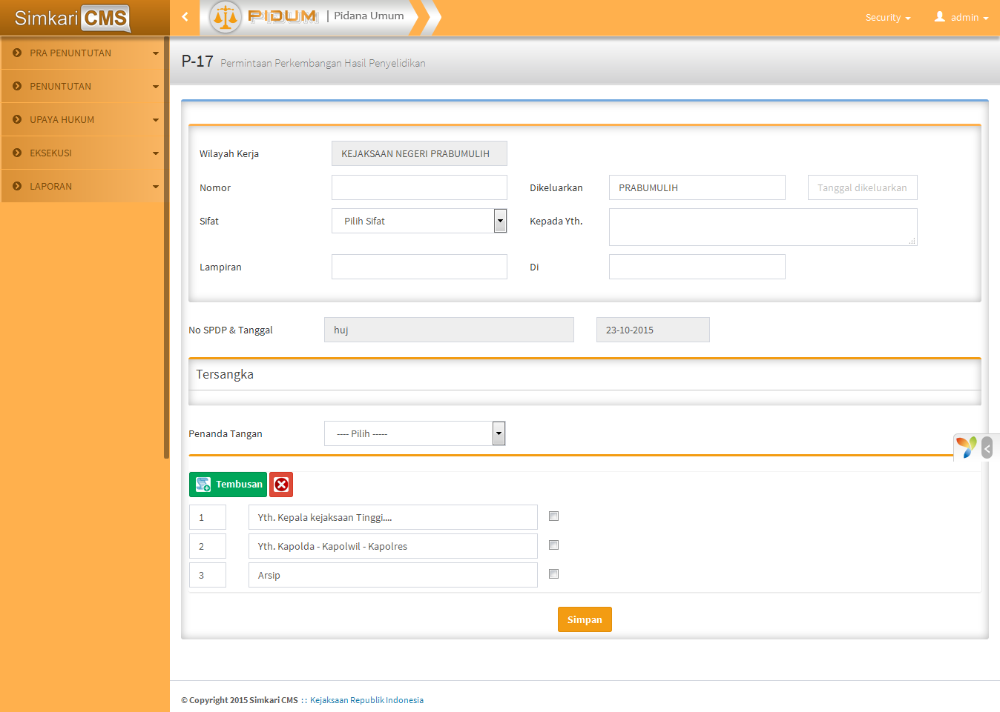 Simkari CMS
PIDUM | Pidana Umum
Security
admin
PRA PENUNTUTAN
PENUNTUTAN
UPAYA HUKUM
EKSEKUSI
LAPORAN
P-17 Permintaan Perkembangan Hasil Penyelidikan
Wilayah Kerja KEJAKSAAN NEGERI PRABUMULIH
Nomor Dikeluarkan PRABUMULIH Tanggal dikeluarkan
Sifat Pilih Sifat Kepada Yth.
Lampiran Di
No SPDP & Tanggal huj 23-10-2015
Tersangka
Penanda Tangan ---- Pilih -----
Tembusan
1 Yth. Kepala kejaksaan Tinggi....
2 Yth. Kapolda - Kapolwil - Kapolres
3 Arsip
Simpan
© Copyright 2015 Simkari CMS :: Kejaksaan Republik Indonesia